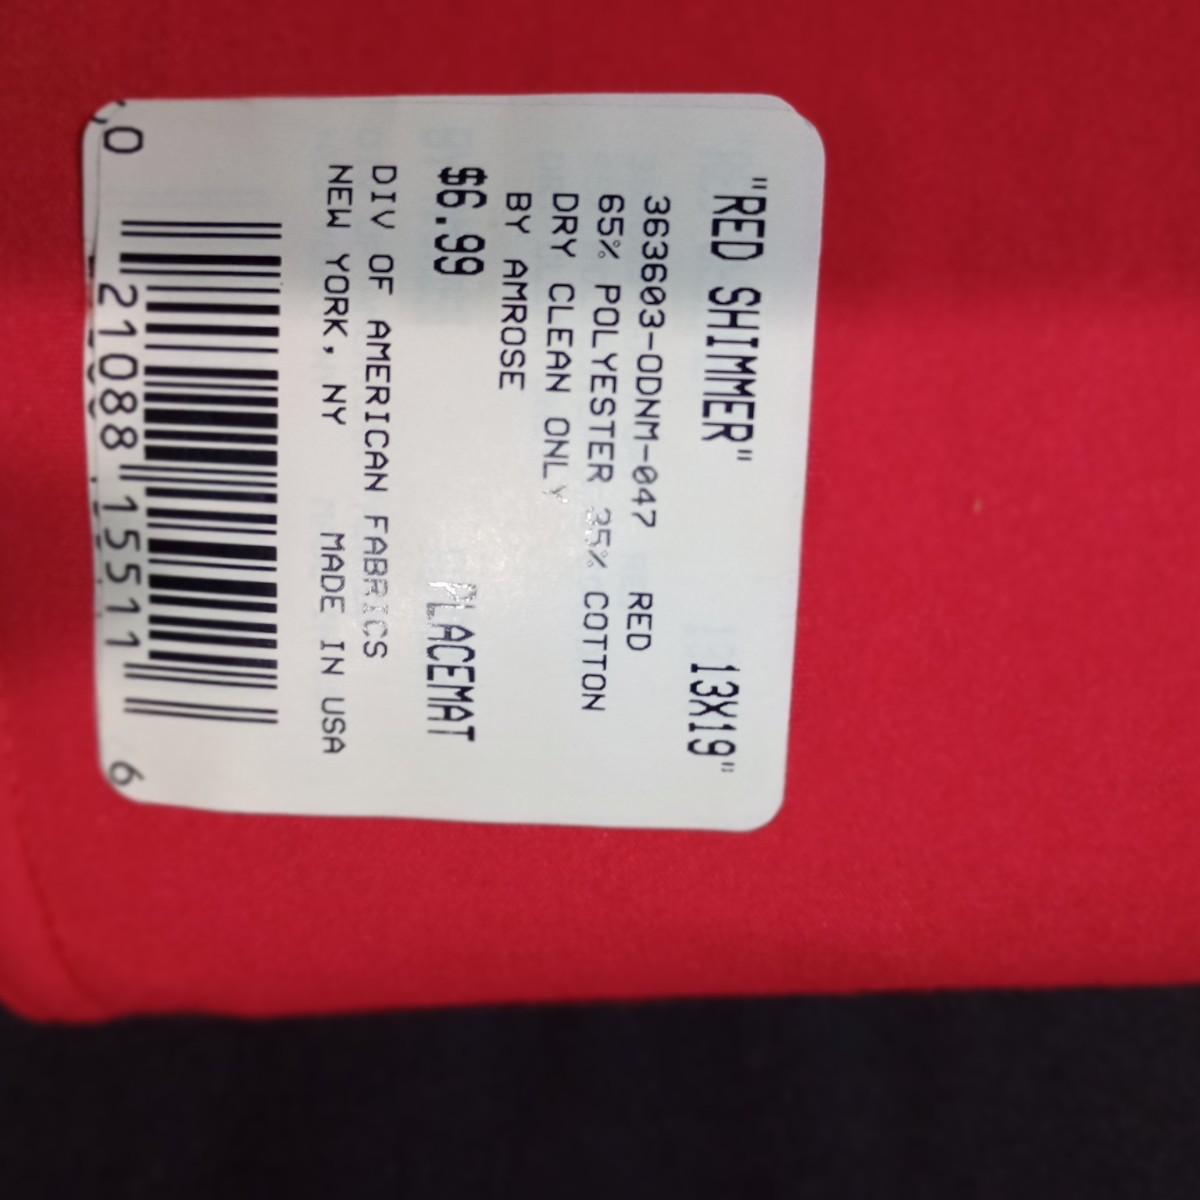 "RED SHIMMER" 13X19"
363603-ODNM-047 RED
65% POLYESTER 35% COTTON
DRY CLEAN ONLY
BY AMROSE
$6.99 PLACEMAT
DIV OF AMERICAN FABRICS
NEW YORK, NY MADE IN USA
0 21088 15511 6